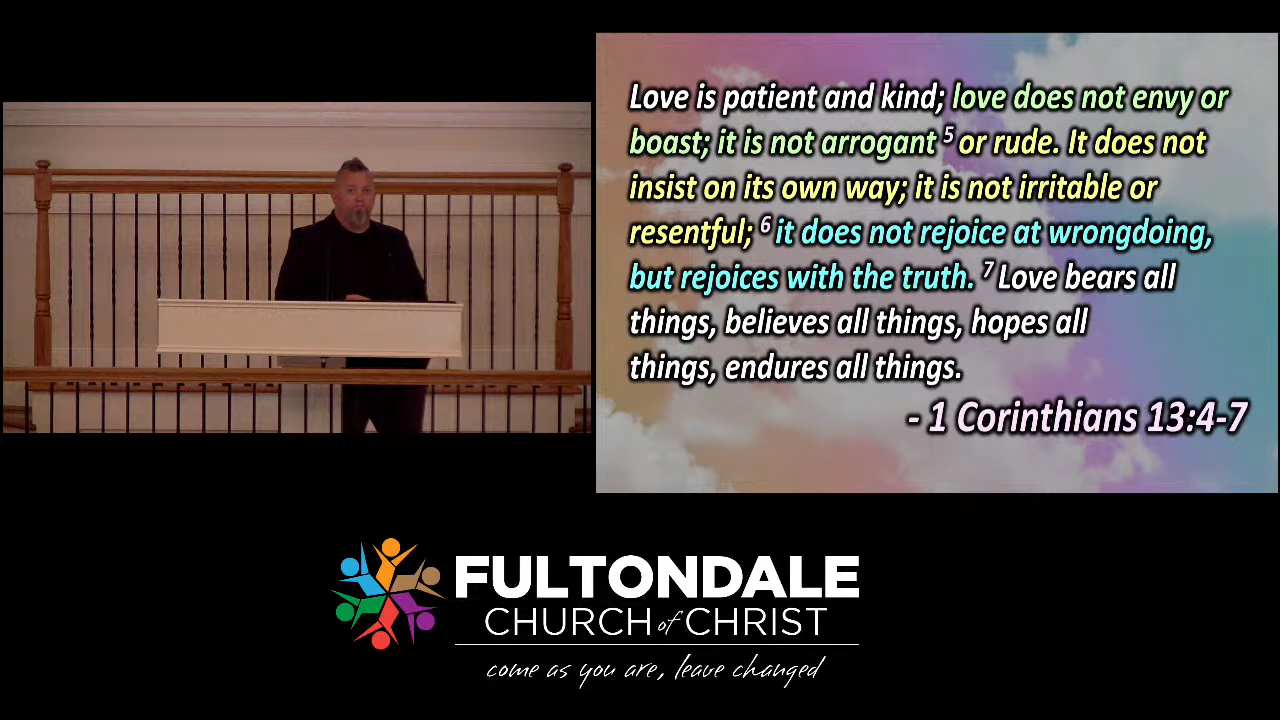 Love is patient and kind; love does not envy or
boast; it is not arrogant 5 or rude. It does not
insist on its own way; it is not irritable or
resentful; 6 it does not rejoice at wrongdoing,
but rejoices with the truth. 7 Love bears all
things, believes all things, hopes all
things, endures all things.
- 1 Corinthians 13:4-7
FULTONDALE
CHURCH of CHRIST
come as you are, leave changed